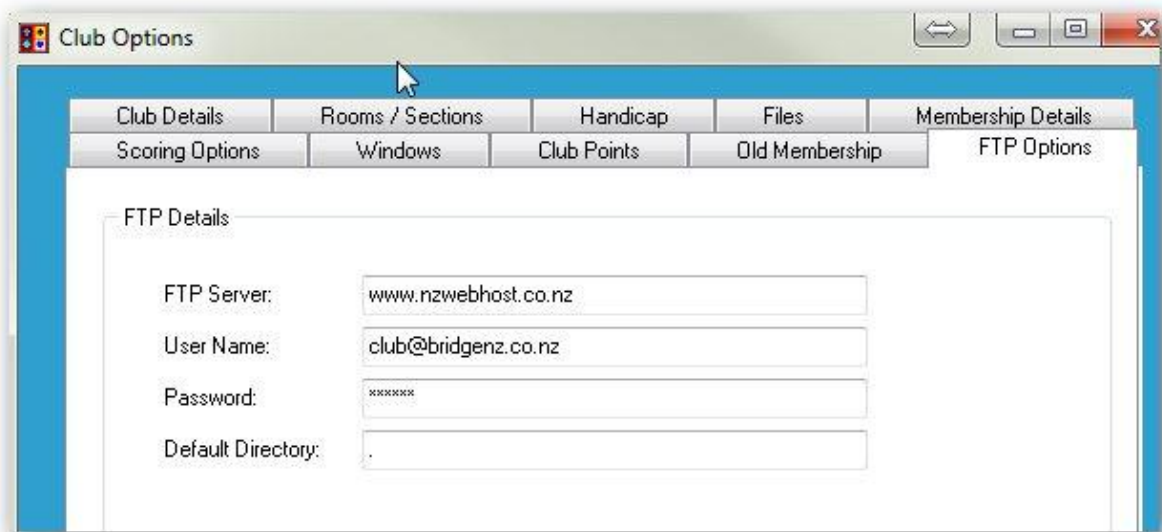 Club Options
Club Details Rooms / Sections Handicap Files Membership Details
Scoring Options Windows Club Points Old Membership FTP Options
FTP Details
FTP Server: www.nzwebhost.co.nz
User Name: club@bridgenz.co.nz
Password: ******
Default Directory: .